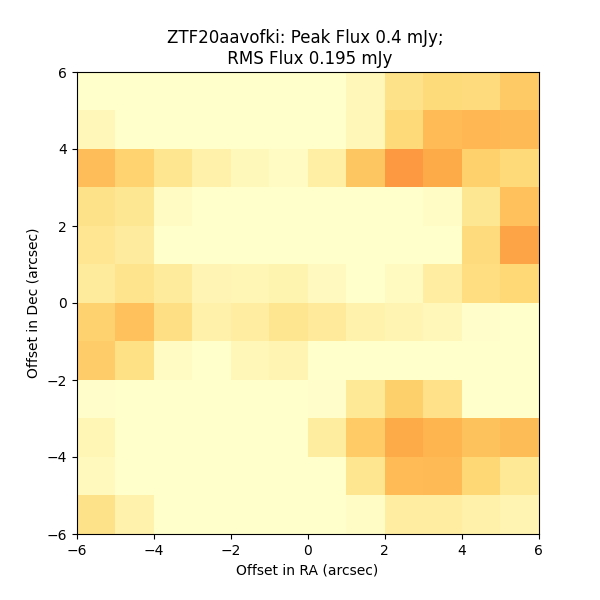 ZTF20aavofki: Peak Flux 0.4 mJy;
RMS Flux 0.195 mJy
6
4
2
0
−2
−4
−6
Offset in Dec (arcsec)
−6 −4 −2 0 2 4 6
Offset in RA (arcsec)